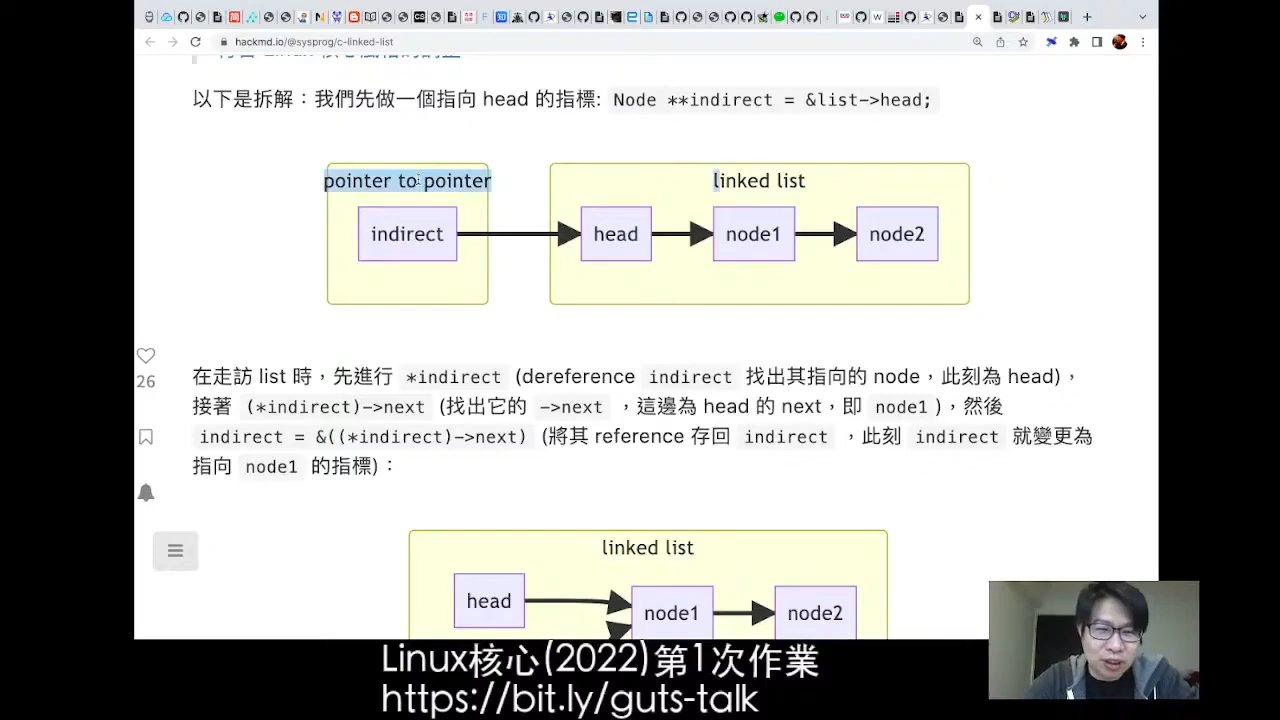 hackmd.io/@sysprog/c-linked-list
以下是拆解：我們先做一個指向 head 的指標: Node **indirect = &list->head;
pointer to pointer
linked list
indirect
head
node1
node2
在走訪 list 時，先進行 *indirect (dereference indirect 找出其指向的 node，此刻為 head)，
26
接著 (*indirect)->next (找出它的 ->next ，這邊為 head 的 next，即 node1 )，然後
indirect = &((*indirect)->next) (將其 reference 存回 indirect ，此刻 indirect 就變更為
指向 node1 的指標)：
linked list
head
node1
node2
Linux核心(2022)第1次作業
https://bit.ly/guts-talk